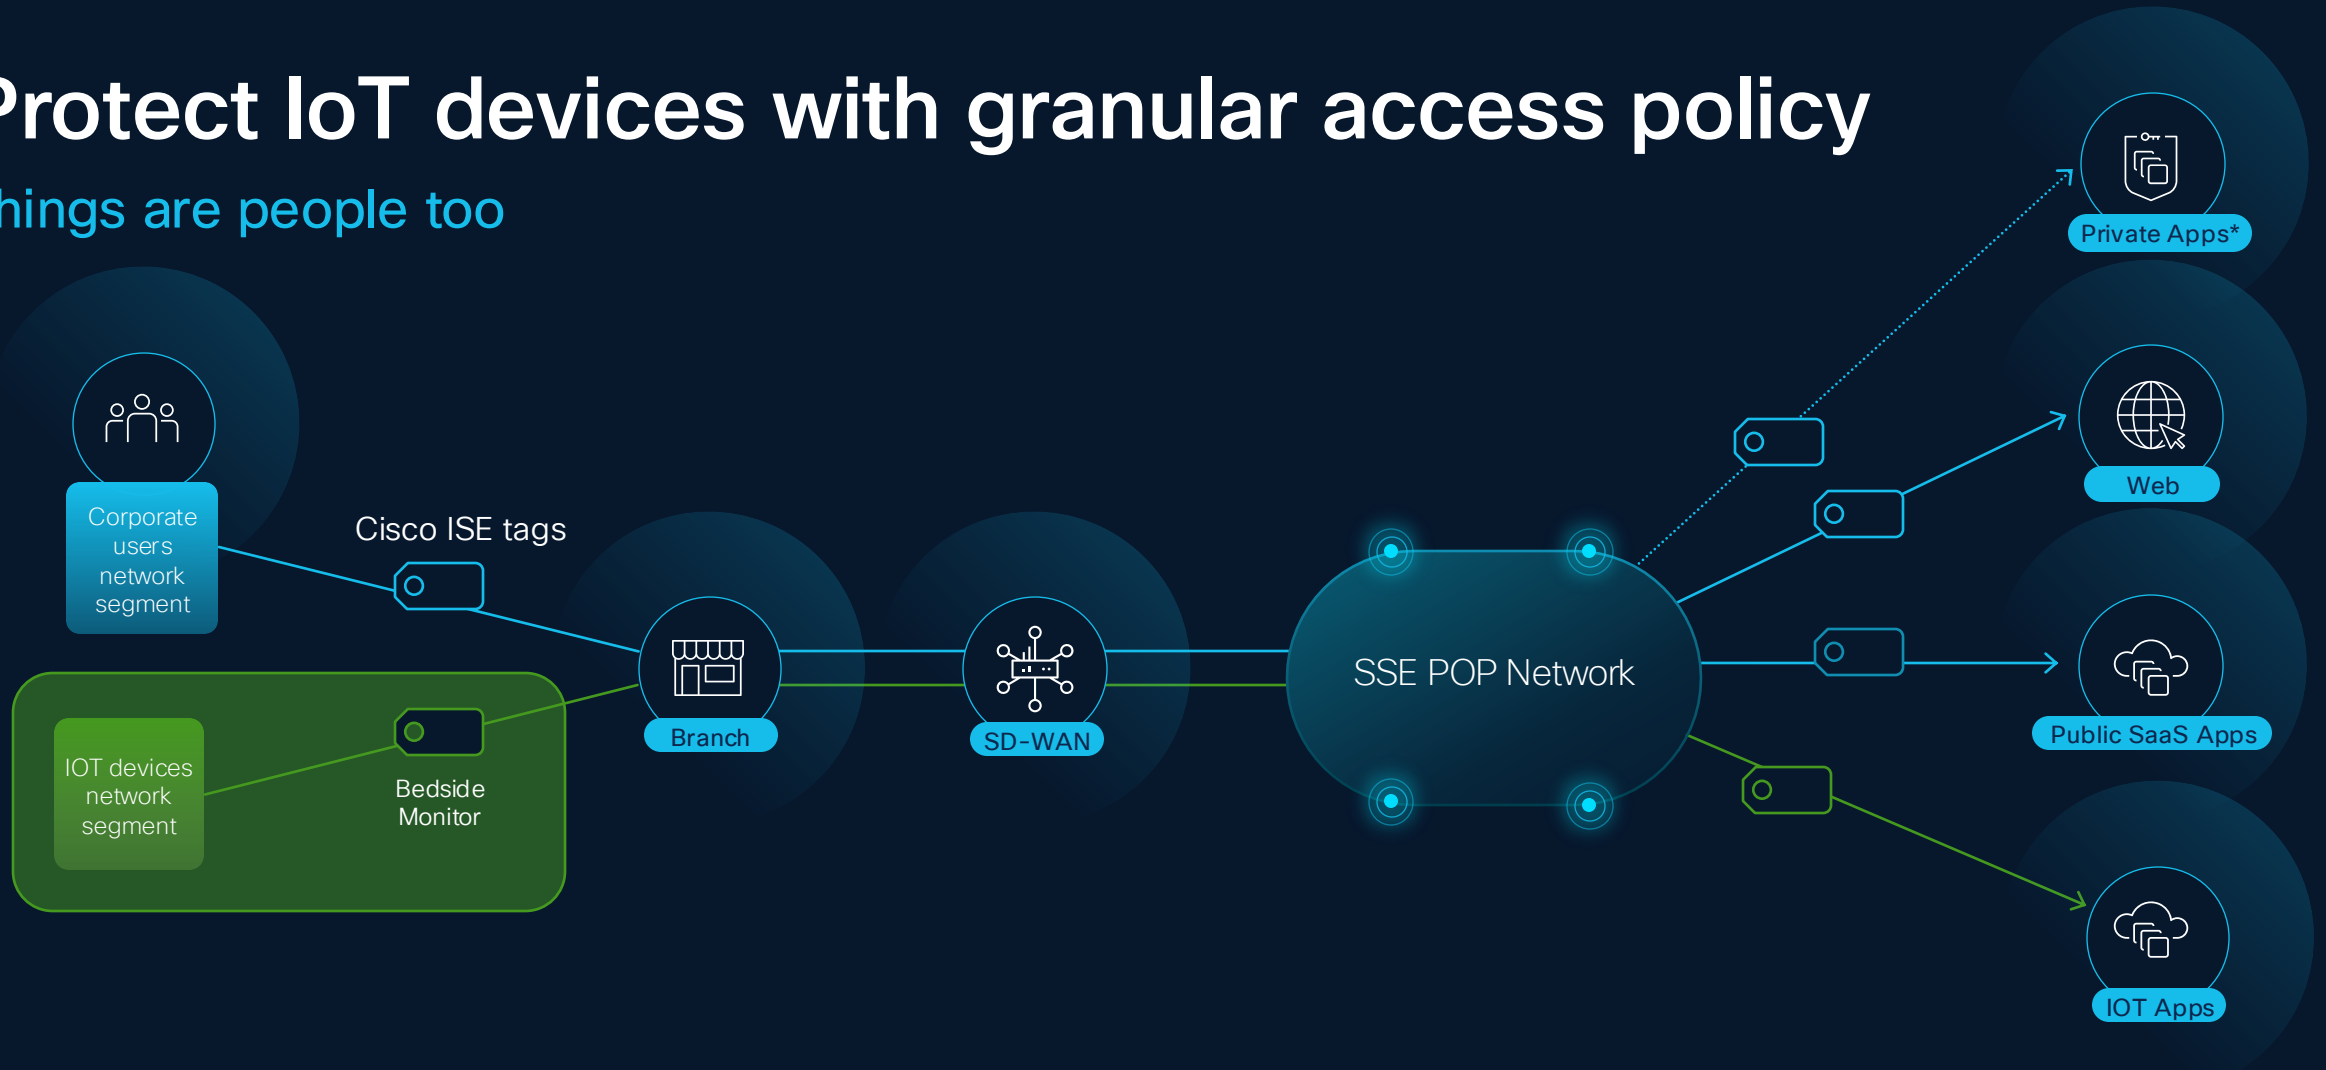 Protect IoT devices with granular access policy
hings are people too
Private Apps*
Web
Corporate
users
network
segment
Cisco ISE tags
SSE POP Network
Branch
SD-WAN
Public SaaS Apps
IOT devices
network
segment
Bedside
Monitor
IOT Apps